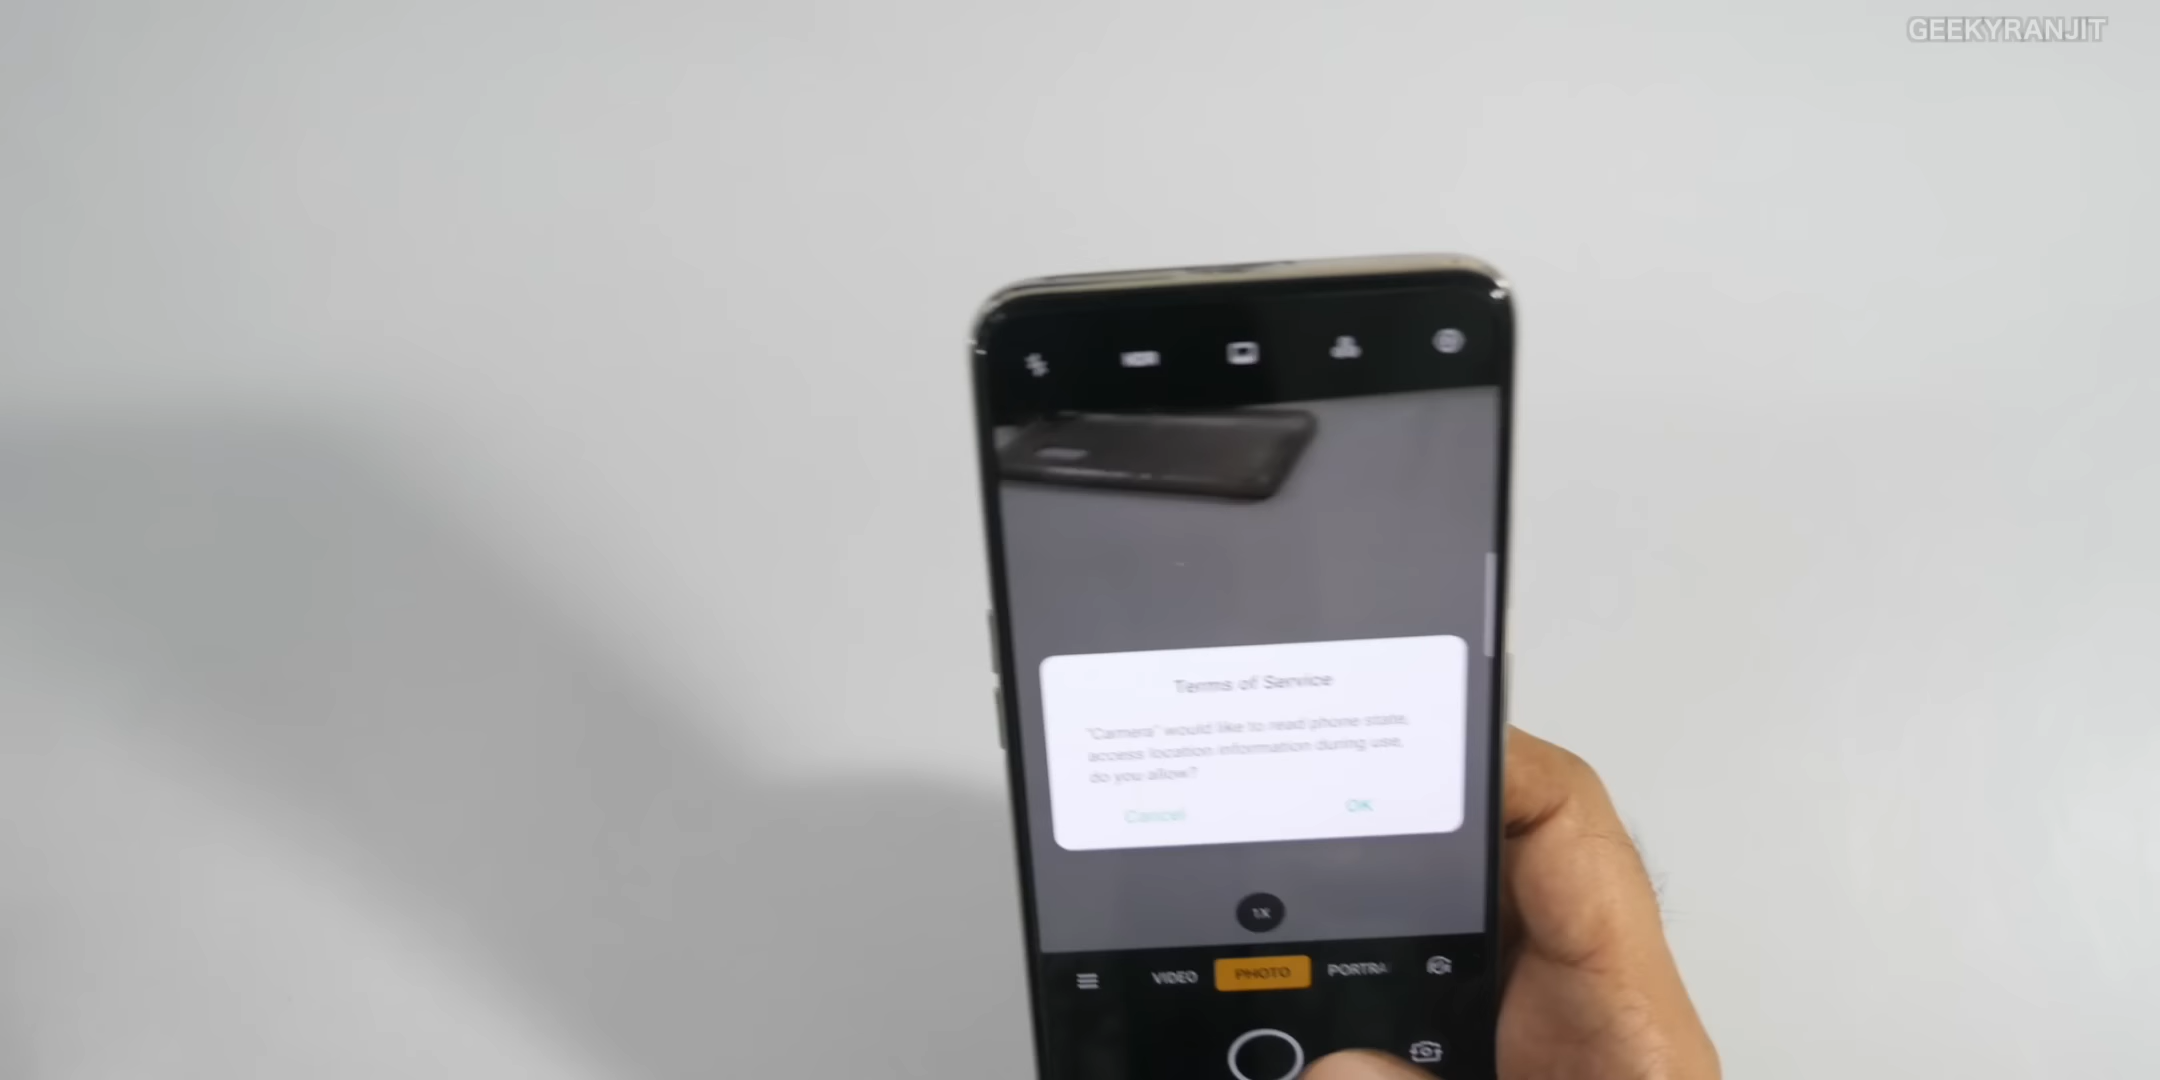 GEEKYRANJIT
HDR
Terms of Service
"Camera" would like to read phone state,
access location information during use,
do you allow?
Cancel OK
1X
VIDEO PHOTO PORTRA